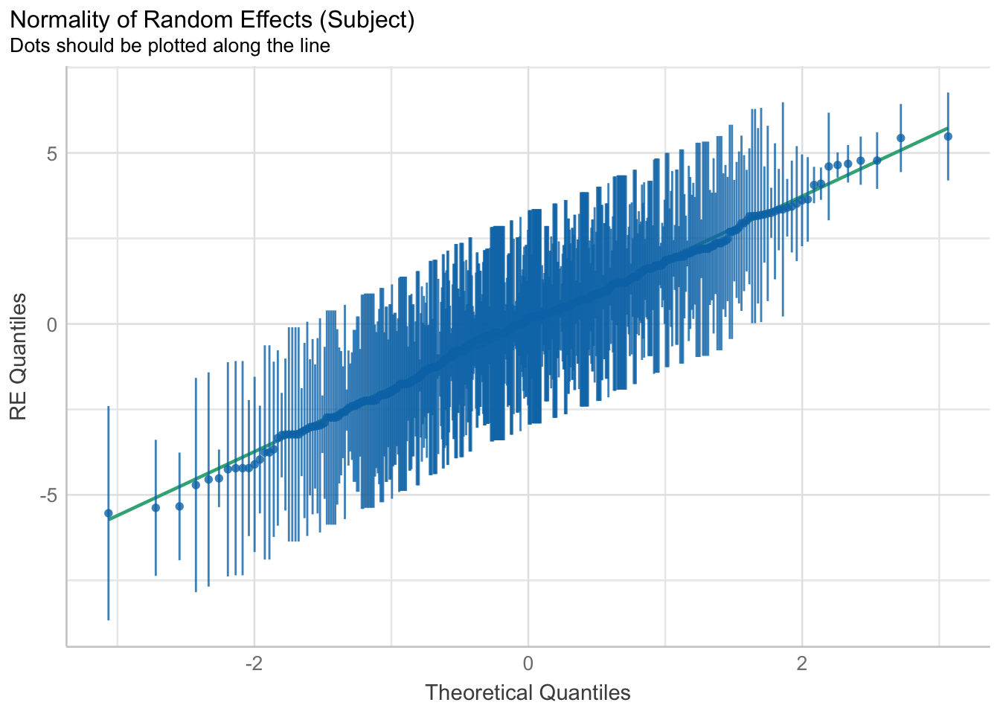 Normality of Random Effects (Subject)
Dots should be plotted along the line
5
0
-5
RE Quantiles
-2
0
2
Theoretical Quantiles